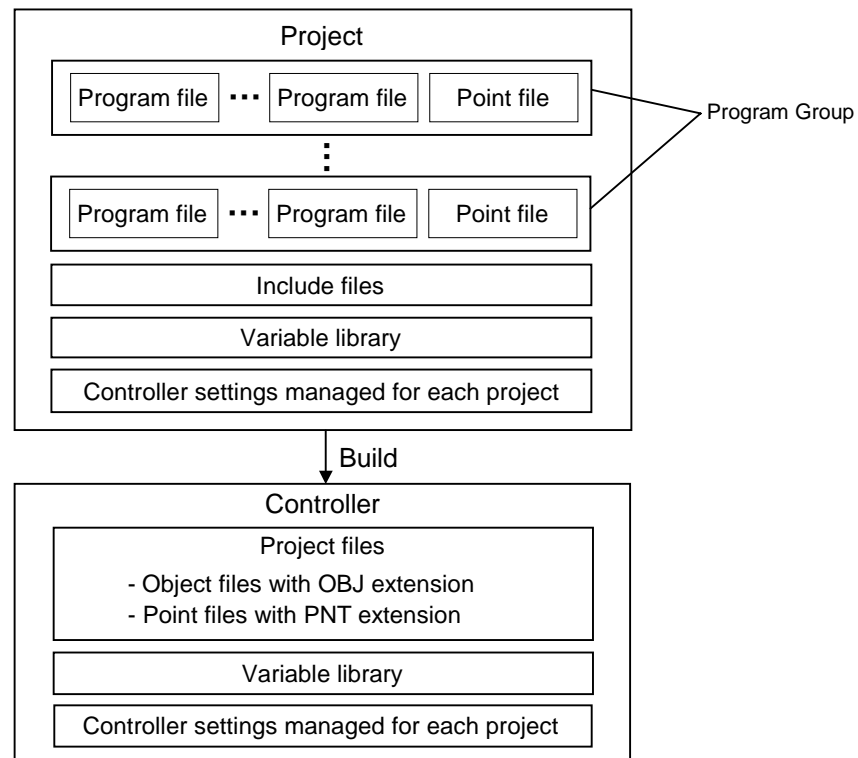 Project
Program file ... Program file Point file
Program Group
Program file ... Program file Point file
Include files
Variable library
Controller settings managed for each project
Build
Controller
Project files
- Object files with OBJ extension
- Point files with PNT extension
Variable library
Controller settings managed for each project